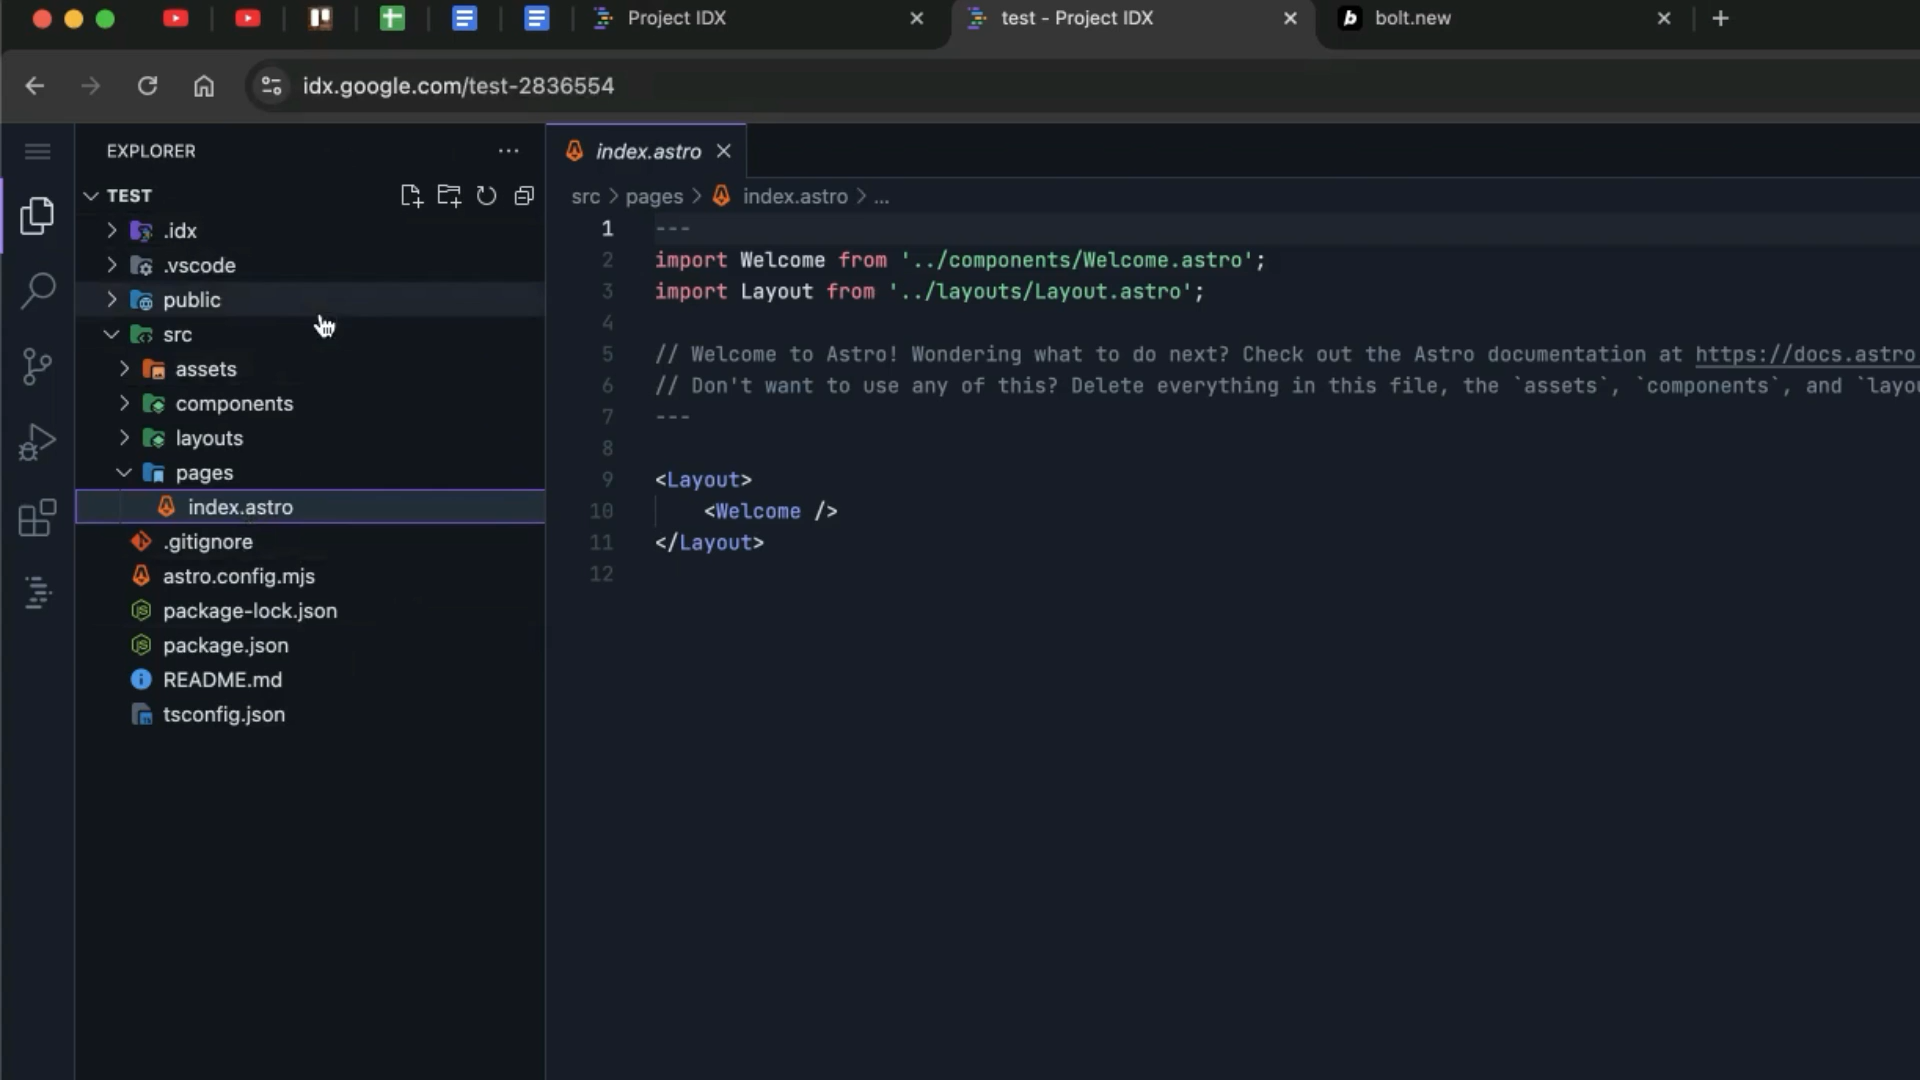 Project IDX
test - Project IDX
bolt.new
idx.google.com/test-2836554
EXPLORER
TEST
.idx
.vscode
public
src
assets
components
layouts
pages
index.astro
.gitignore
astro.config.mjs
package-lock.json
package.json
README.md
tsconfig.json
index.astro
src > pages > index.astro > ...
1 ---
2 import Welcome from '../components/Welcome.astro';
3 import Layout from '../layouts/Layout.astro';
4
5 // Welcome to Astro! Wondering what to do next? Check out the Astro documentation at https://docs.astro.
6 // Don't want to use any of this? Delete everything in this file, the `assets`, `components`, and `layou
7 ---
8
9 <Layout>
10 <Welcome />
11 </Layout>
12